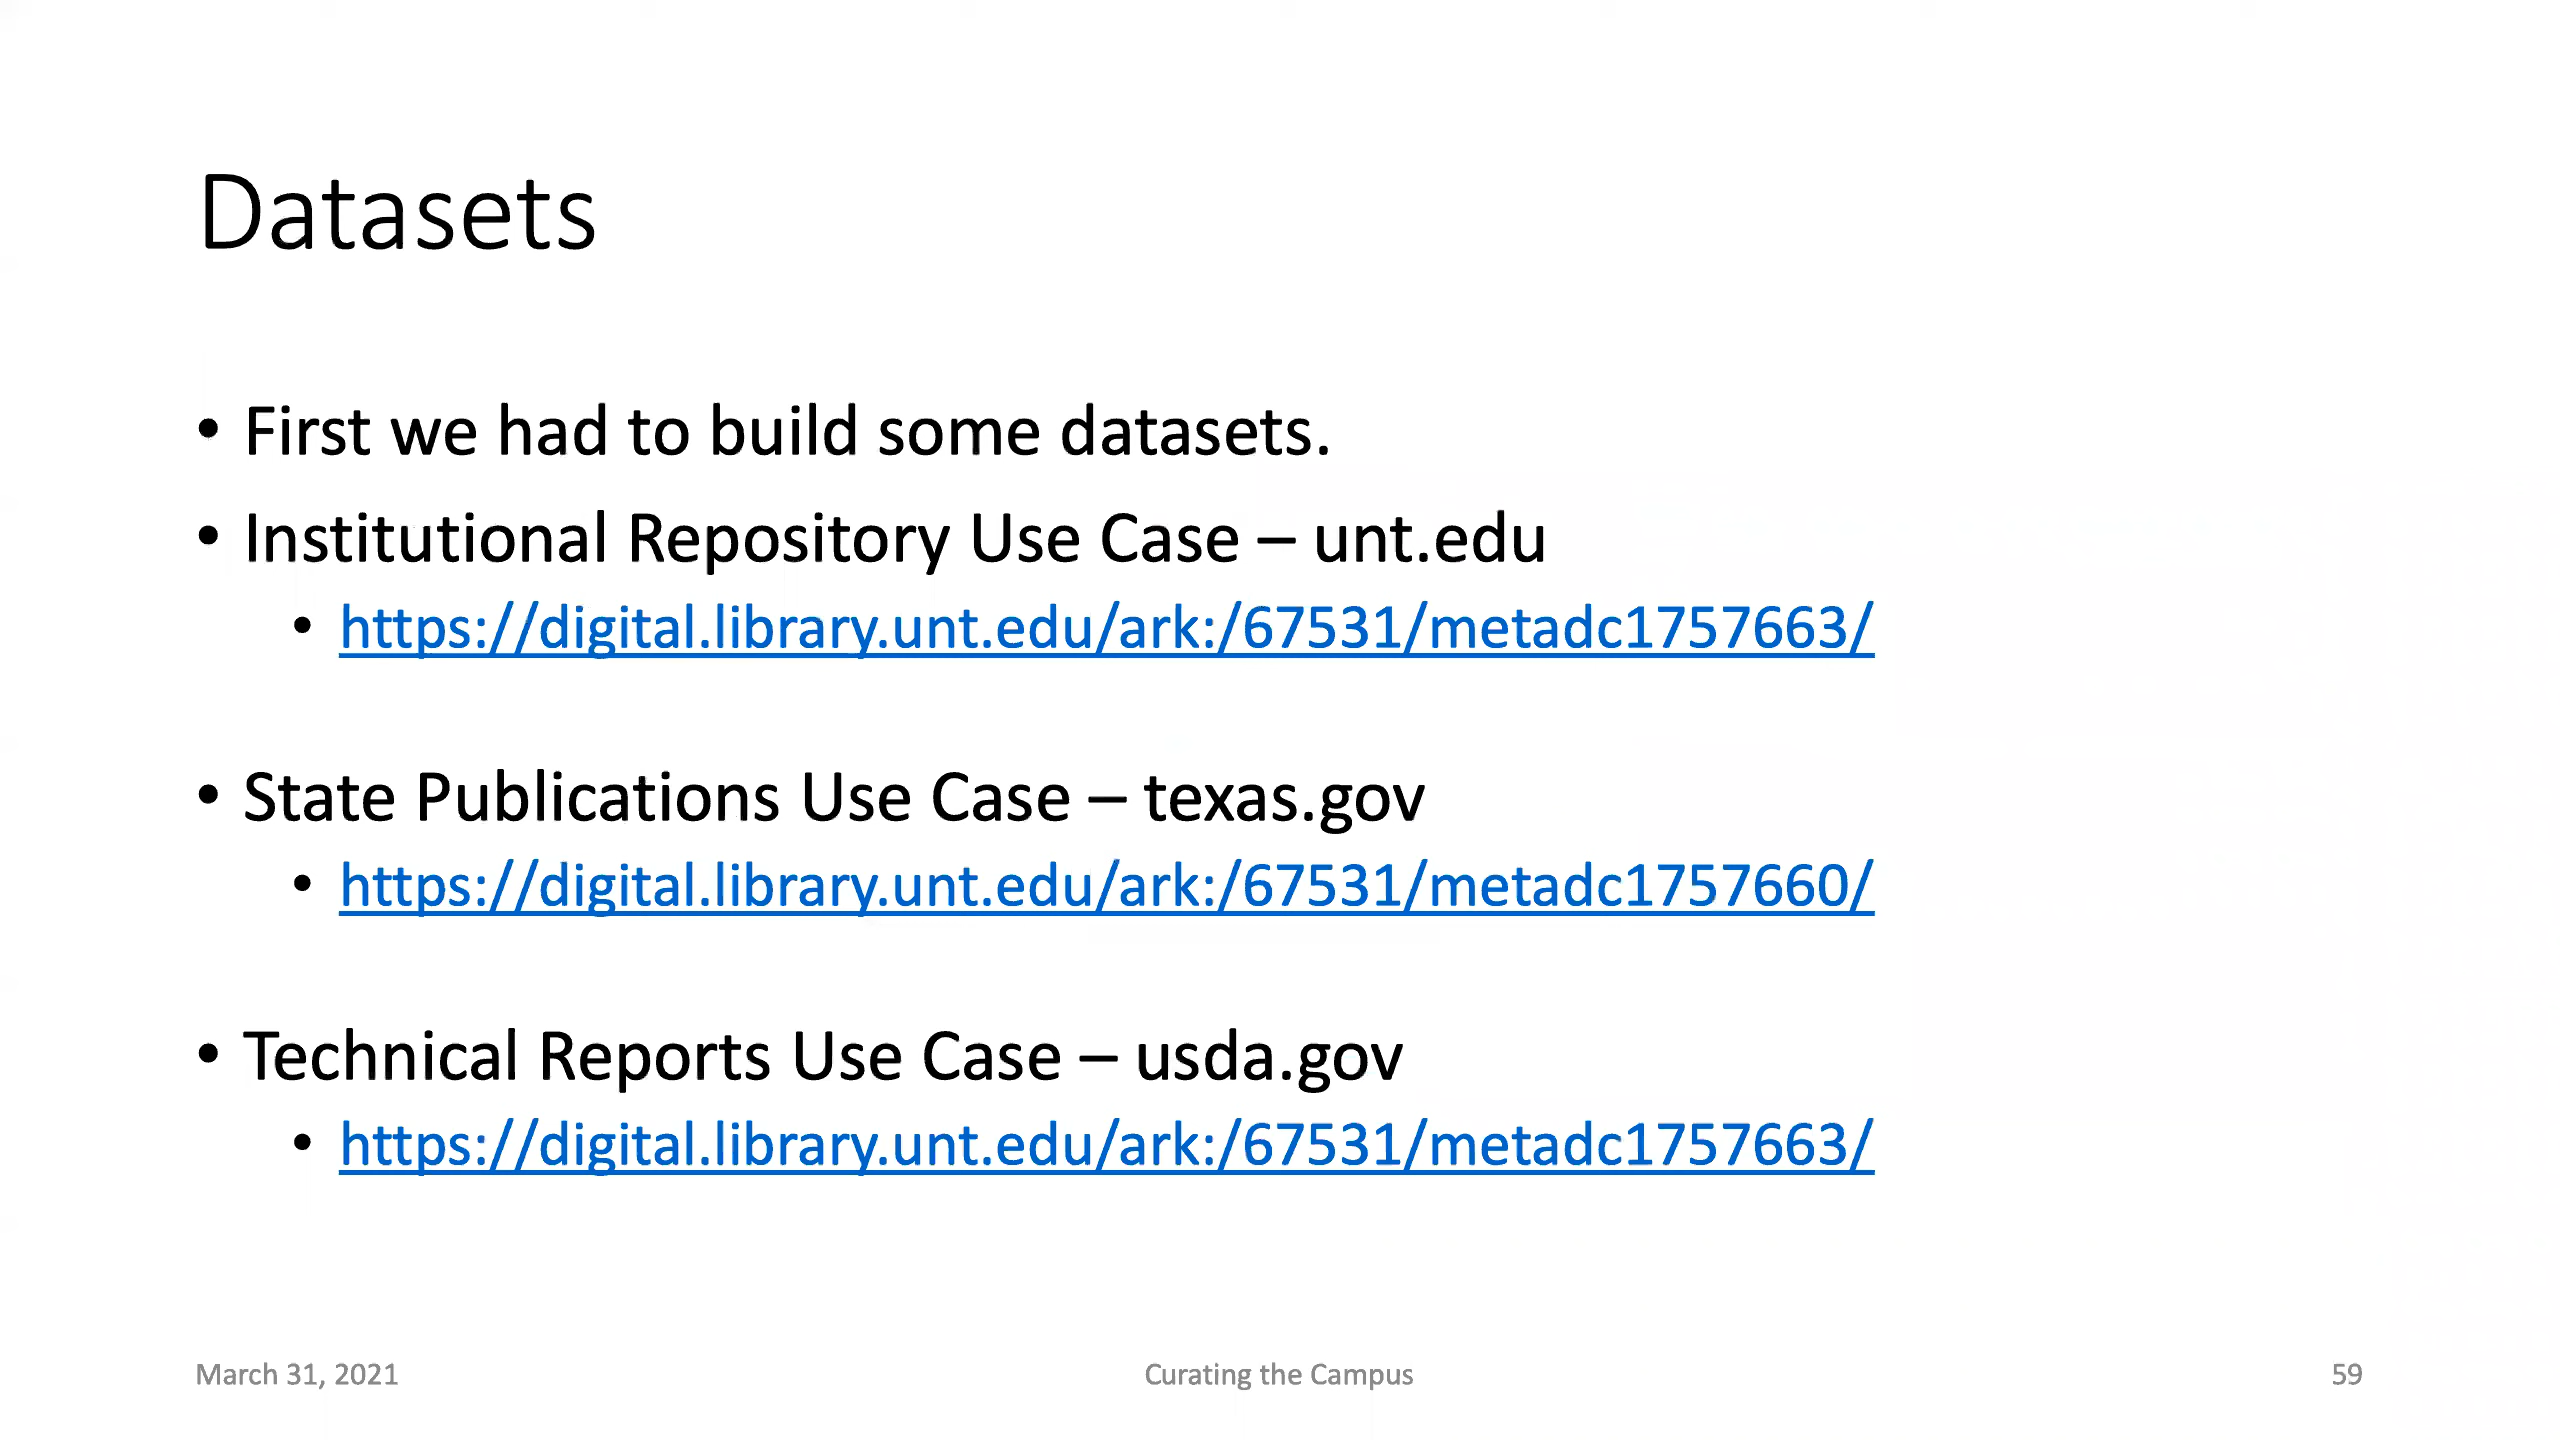 Datasets
• First we had to build some datasets.
• Institutional Repository Use Case – unt.edu
• https://digital.library.unt.edu/ark:/67531/metadc1757663/
• State Publications Use Case – texas.gov
• https://digital.library.unt.edu/ark:/67531/metadc1757660/
• Technical Reports Use Case – usda.gov
• https://digital.library.unt.edu/ark:/67531/metadc1757663/
March 31, 2021
Curating the Campus
59